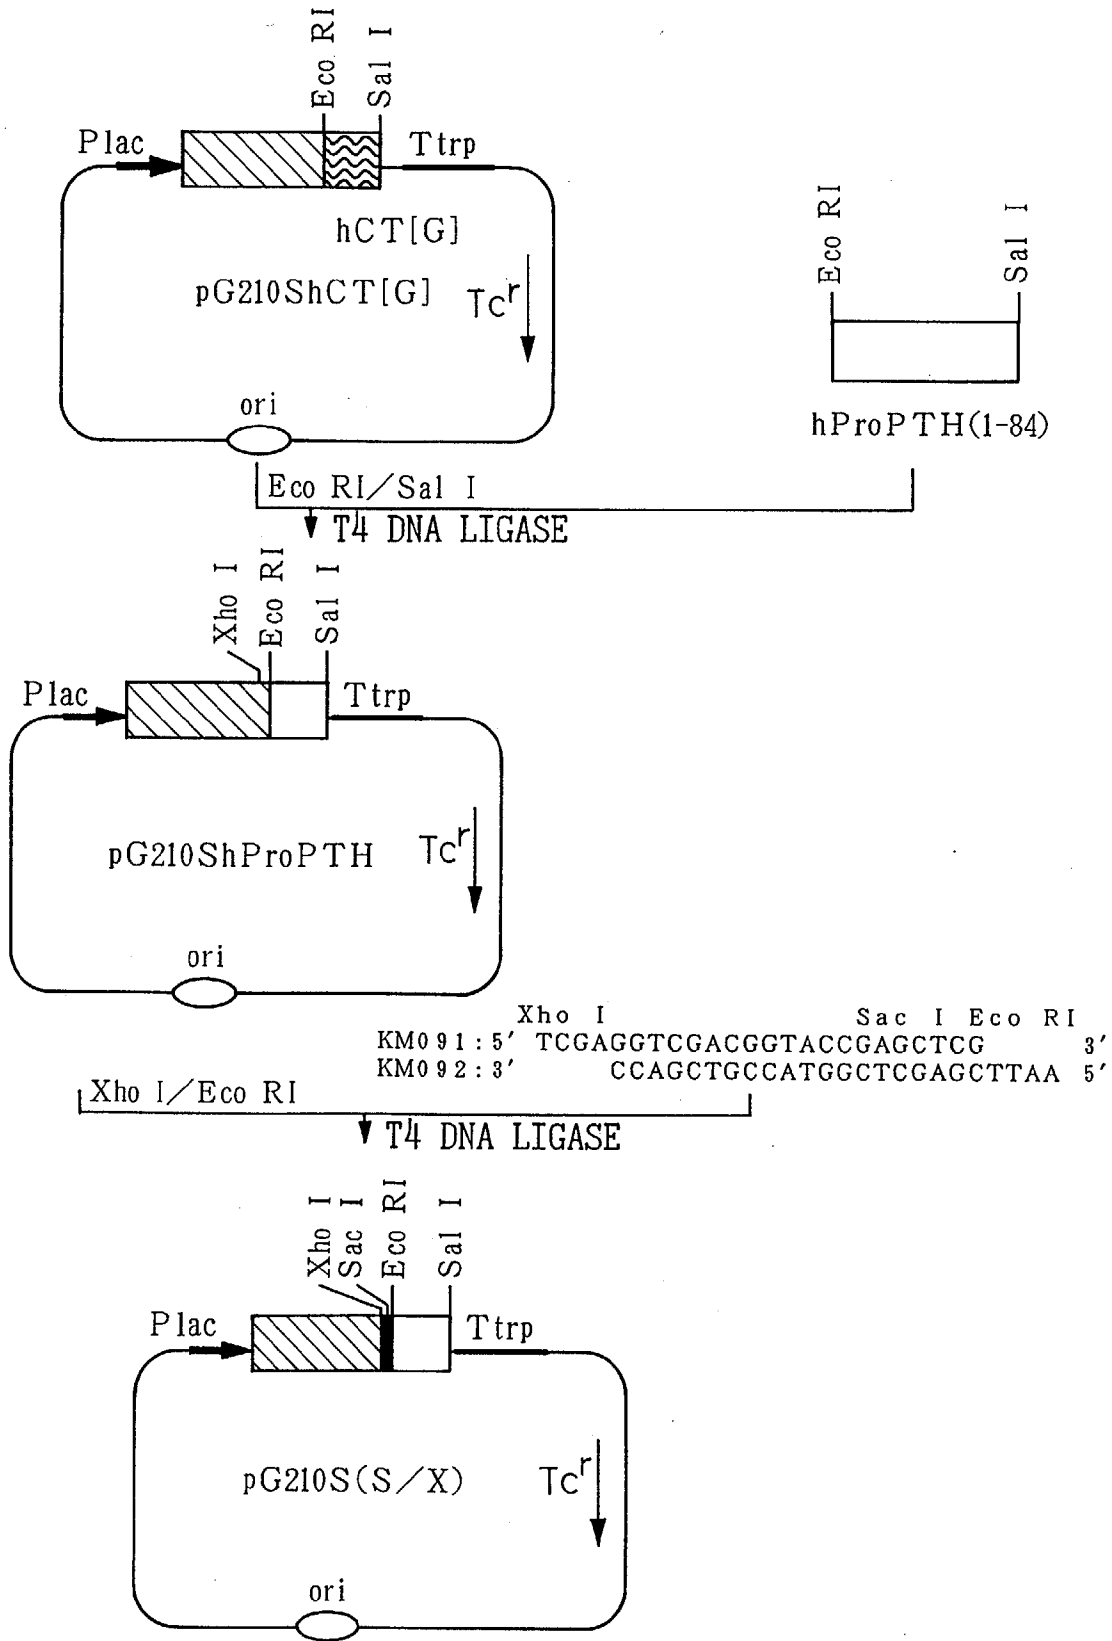 Eco RI
Sal I
Plac
Ttrp
hCT[G]
pG210ShCT[G]
Tcʳ
ori
Eco RI
Sal I
hProPTH(1-84)
Eco RI/Sal I
T4 DNA LIGASE
Xho I
Eco RI
Sal I
Plac
Ttrp
pG210ShProPTH
Tcʳ
ori
Xho I Sac I Eco RI
KM091:5′ TCGAGGTCGACGGTACCGAGCTCG 3′
KM092:3′ CCAGCTGCCATGGCTCGAGCTTAA 5′
Xho I/Eco RI
T4 DNA LIGASE
Xho I
Sac I
Eco RI
Sal I
Plac
Ttrp
pG210S(S/X)
Tcʳ
ori